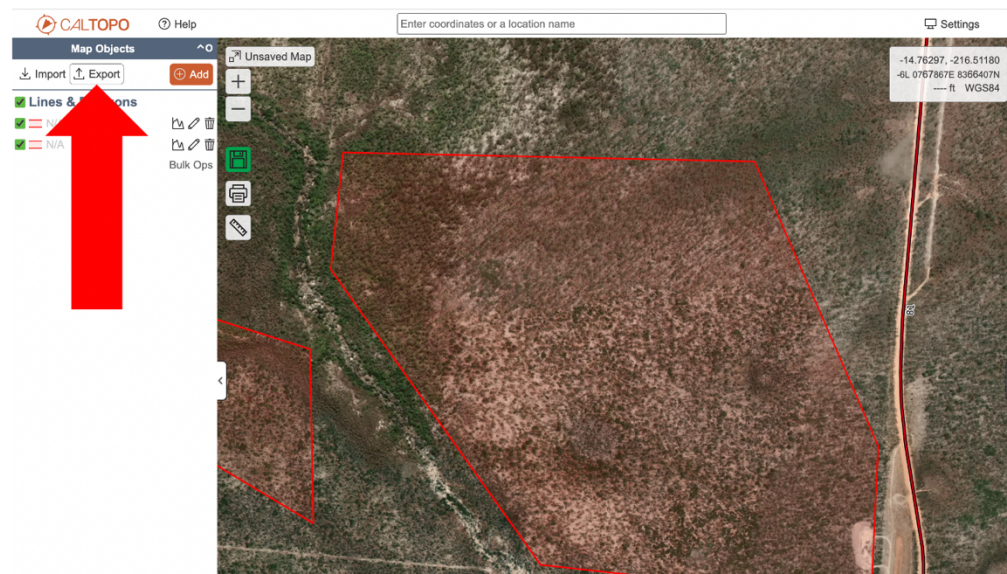 CALTOPO
Help
Enter coordinates or a location name
Settings
Map Objects
Import
Export
Add
Unsaved Map
-14.76297, -216.51180
-6L 0767867E 8366407N
---- ft WGS84
Lines &
N/A
Bulk Ops